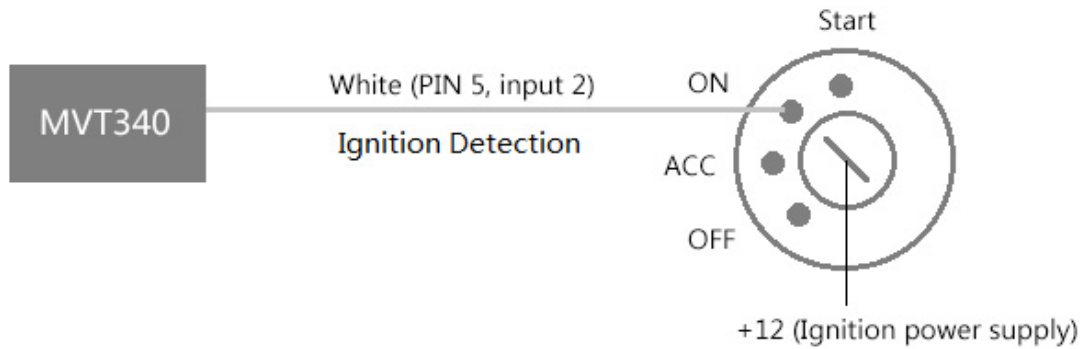 Start
White (PIN 5, input 2)
ON
MVT340
Ignition Detection
ACC
OFF
+12 (Ignition power supply)